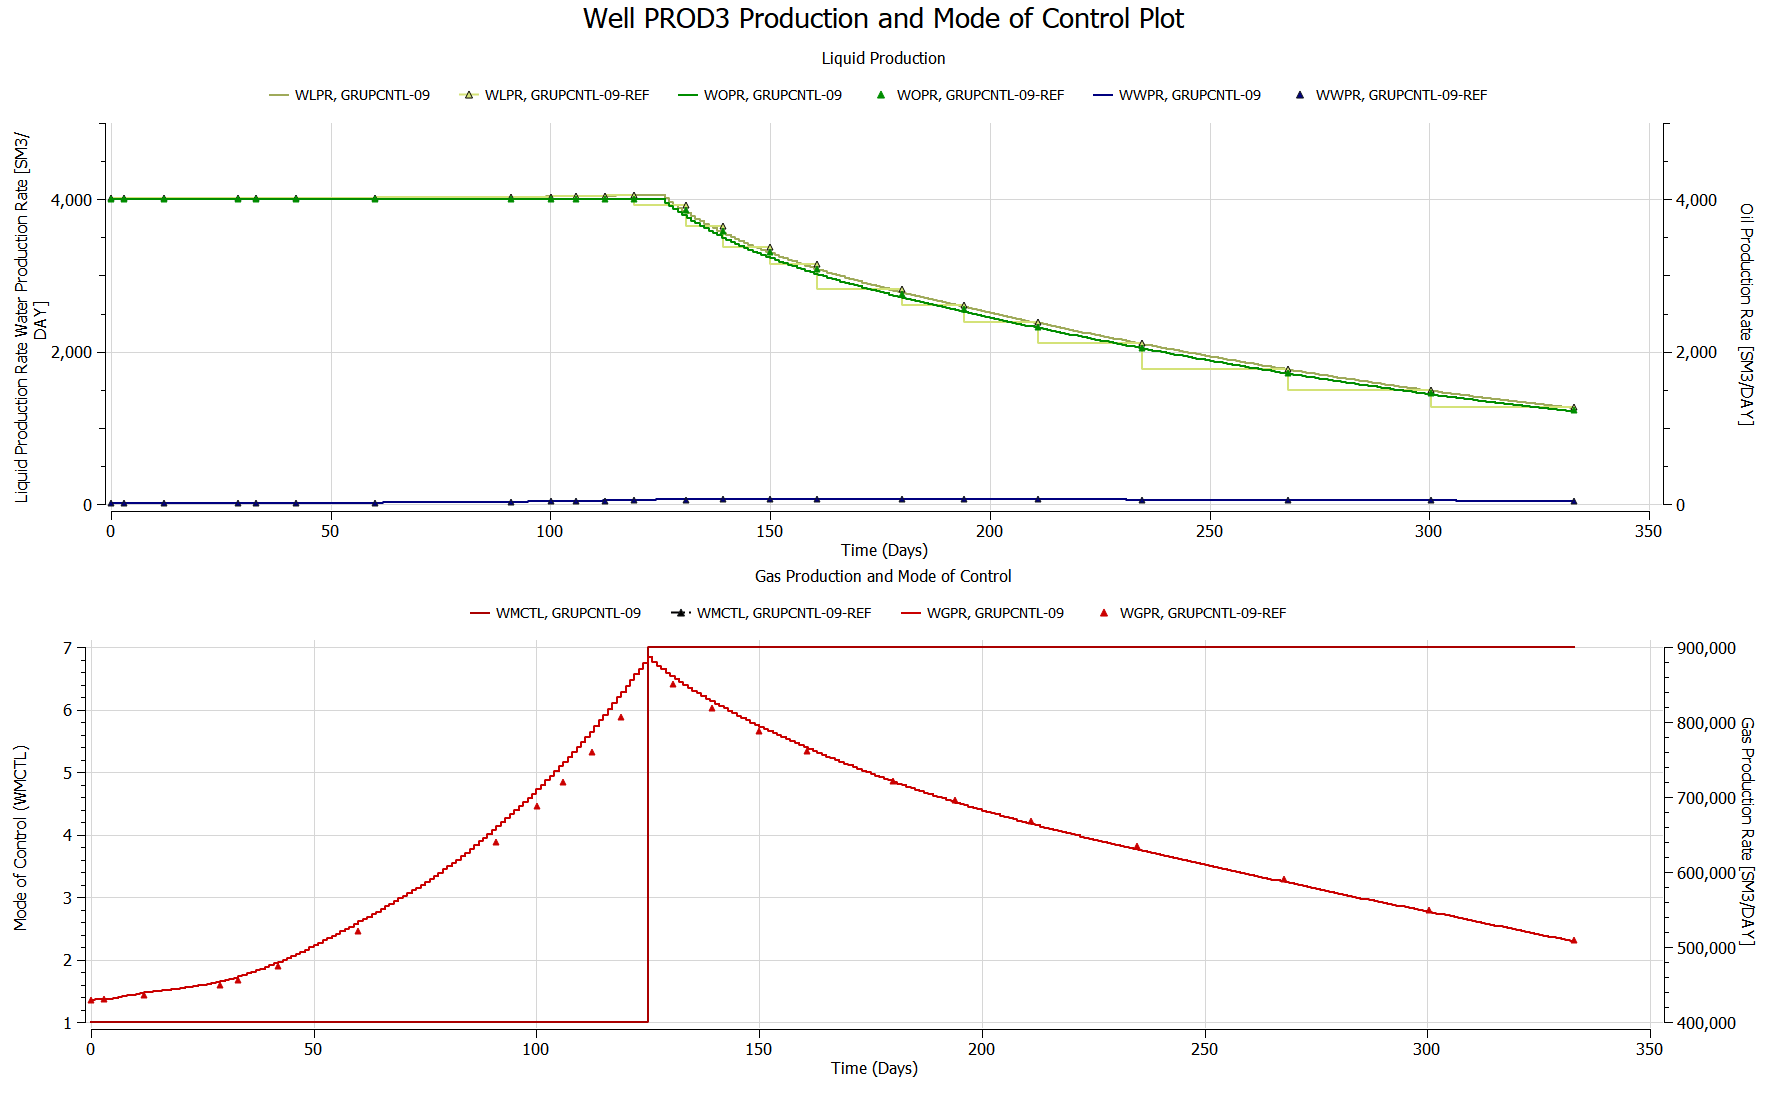 Well PROD3 Production and Mode of Control Plot
Liquid Production
WLPR, GRUPCNTL-09 WLPR, GRUPCNTL-09-REF WOPR, GRUPCNTL-09 WOPR, GRUPCNTL-09-REF WWPR, GRUPCNTL-09 WWPR, GRUPCNTL-09-REF
Liquid Production Rate Water Production Rate [SM3/
DAY]
4,000
2,000
0
4,000
2,000
0
Oil Production Rate [SM3/DAY]
0 50 100 150 200 250 300 350
Time (Days)
Gas Production and Mode of Control
WMCTL, GRUPCNTL-09 WMCTL, GRUPCNTL-09-REF WGPR, GRUPCNTL-09 WGPR, GRUPCNTL-09-REF
Mode of Control (WMCTL)
7
6
5
4
3
2
1
900,000
800,000
700,000
600,000
500,000
400,000
Gas Production Rate [SM3/DAY]
0 50 100 150 200 250 300 350
Time (Days)